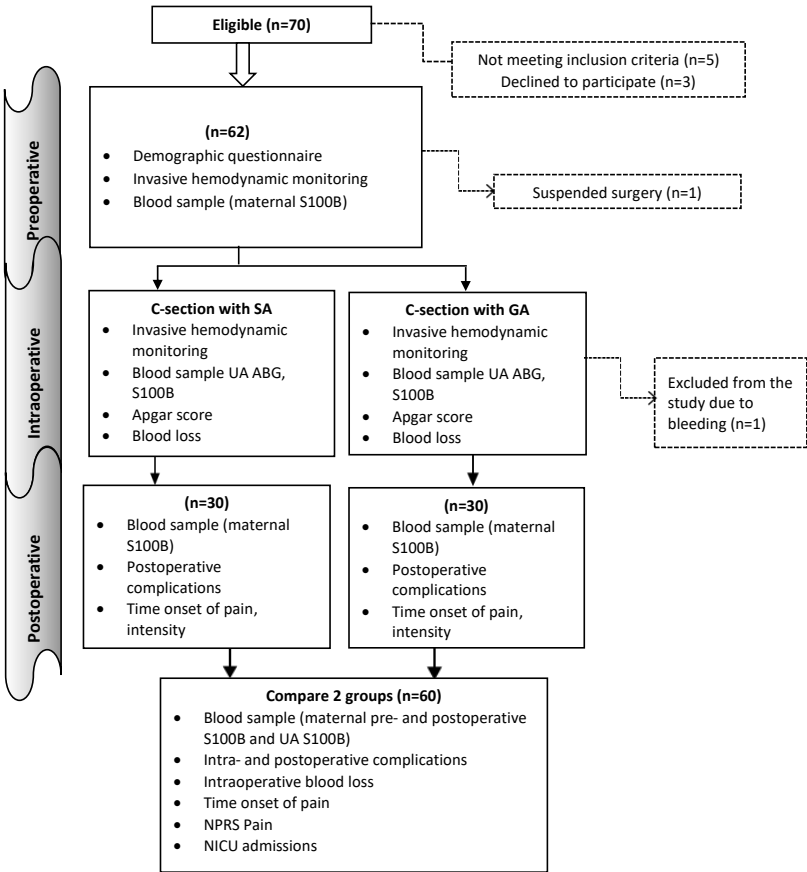 Eligible (n=70)
Not meeting inclusion criteria (n=5)
Declined to participate (n=3)
Preoperative
(n=62)
• Demographic questionnaire
• Invasive hemodynamic monitoring
• Blood sample (maternal S100B)
Suspended surgery (n=1)
Intraoperative
C-section with SA
• Invasive hemodynamic
monitoring
• Blood sample UA ABG,
S100B
• Apgar score
• Blood loss
C-section with GA
• Invasive hemodynamic
monitoring
• Blood sample UA ABG,
S100B
• Apgar score
• Blood loss
Excluded from the
study due to
bleeding (n=1)
Postoperative
(n=30)
• Blood sample (maternal
S100B)
• Postoperative
complications
• Time onset of pain,
intensity
(n=30)
• Blood sample (maternal
S100B)
• Postoperative
complications
• Time onset of pain,
intensity
Compare 2 groups (n=60)
• Blood sample (maternal pre- and postoperative
S100B and UA S100B)
• Intra- and postoperative complications
• Intraoperative blood loss
• Time onset of pain
• NPRS Pain
• NICU admissions